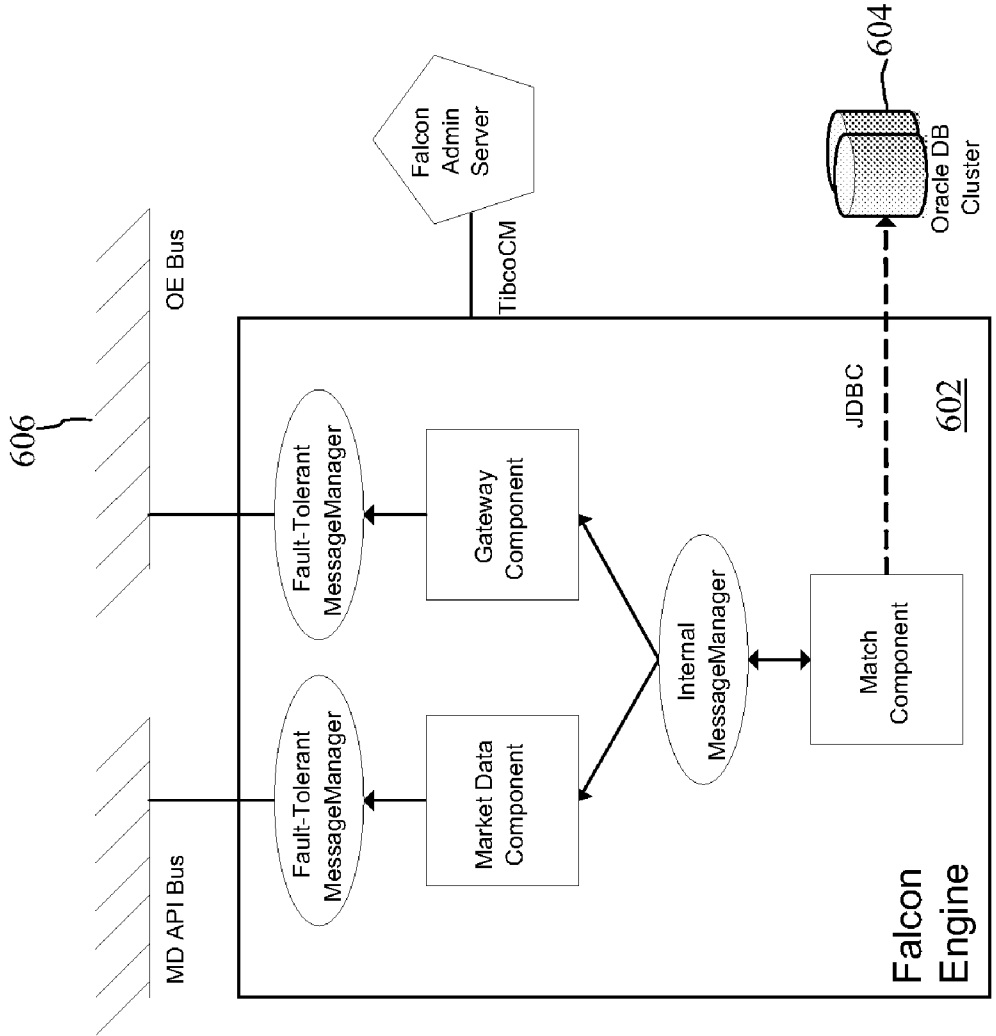 606
MD API Bus
OE Bus
Fault-Tolerant
MessageManager
Fault-Tolerant
MessageManager
Market Data
Component
Gateway
Component
Internal
MessageManager
Match
Component
Falcon
Engine
602
TibcoCM
Falcon
Admin
Server
JDBC
Oracle DB
Cluster
604